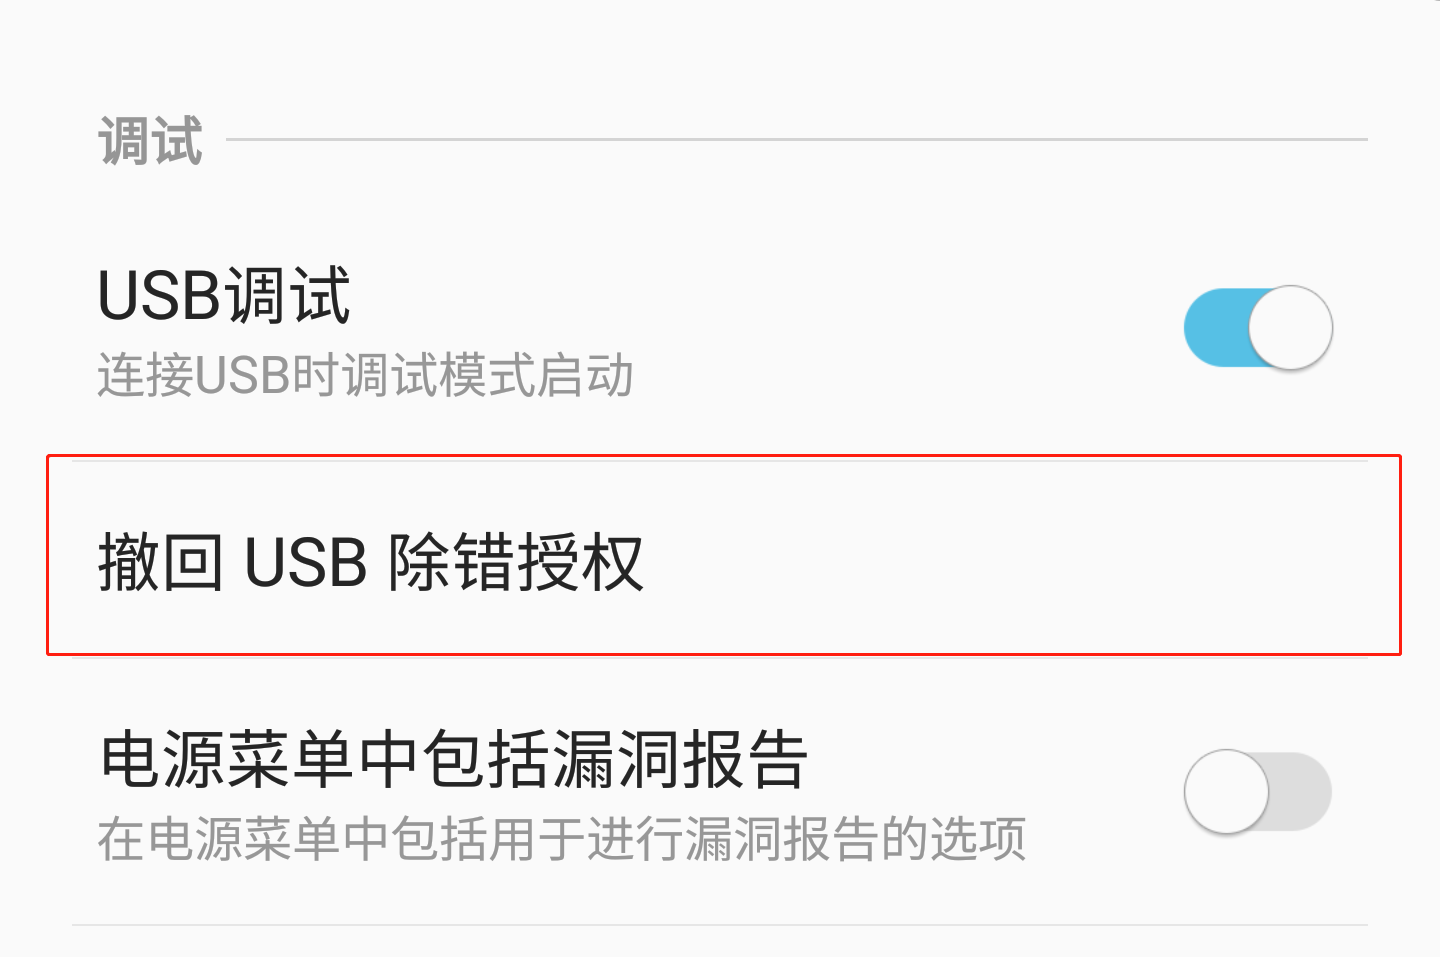 调试
USB调试
连接USB时调试模式启动
撤回 USB 除错授权
电源菜单中包括漏洞报告
在电源菜单中包括用于进行漏洞报告的选项